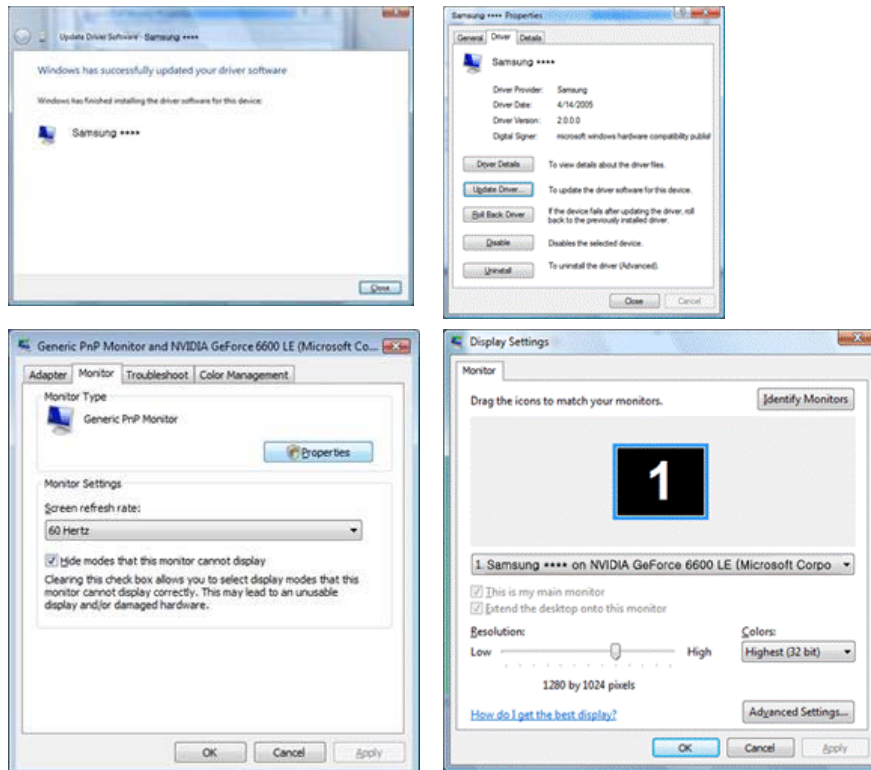 Update Driver Software - Samsung ****
Windows has successfully updated your driver software
Windows has finished installing the driver software for this device:
Samsung ****
Close
Samsung **** Properties
General
Driver
Details
Samsung ****
Driver Provider: Samsung
Driver Date: 4/14/2005
Driver Version: 2.0.0.0
Digital Signer: microsoft windows hardware compatibility publis
Driver Details
To view details about the driver files.
Update Driver...
To update the driver software for this device.
Roll Back Driver
If the device fails after updating the driver, roll
back to the previously installed driver.
Disable
Disables the selected device.
Uninstall
To uninstall the driver (Advanced).
Close
Cancel
Generic PnP Monitor and NVIDIA GeForce 6600 LE (Microsoft Co...
Adapter
Monitor
Troubleshoot
Color Management
Monitor Type
Generic PnP Monitor
Properties
Monitor Settings
Screen refresh rate:
60 Hertz
Hide modes that this monitor cannot display
Clearing this check box allows you to select display modes that this
monitor cannot display correctly. This may lead to an unusable
display and/or damaged hardware.
OK
Cancel
Apply
Display Settings
Monitor
Drag the icons to match your monitors.
Identify Monitors
1
1. Samsung **** on NVIDIA GeForce 6600 LE (Microsoft Corpo
This is my main monitor
Extend the desktop onto this monitor
Resolution:
Low
High
1280 by 1024 pixels
Colors:
Highest (32 bit)
How do I get the best display?
Advanced Settings...
OK
Cancel
Apply